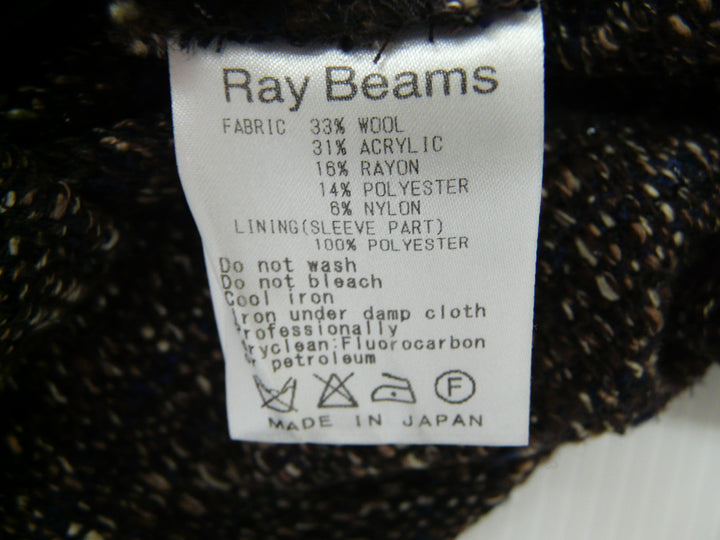 Ray Beams
FABRIC 33% WOOL
31% ACRYLIC
16% RAYON
14% POLYESTER
6% NYLON
LINING(SLEEVE PART)
100% POLYESTER
Do not wash
Do not bleach
Cool iron
Iron under damp cloth
Professionally
dryclean:Fluorocarbon
or petroleum
F
MADE IN JAPAN